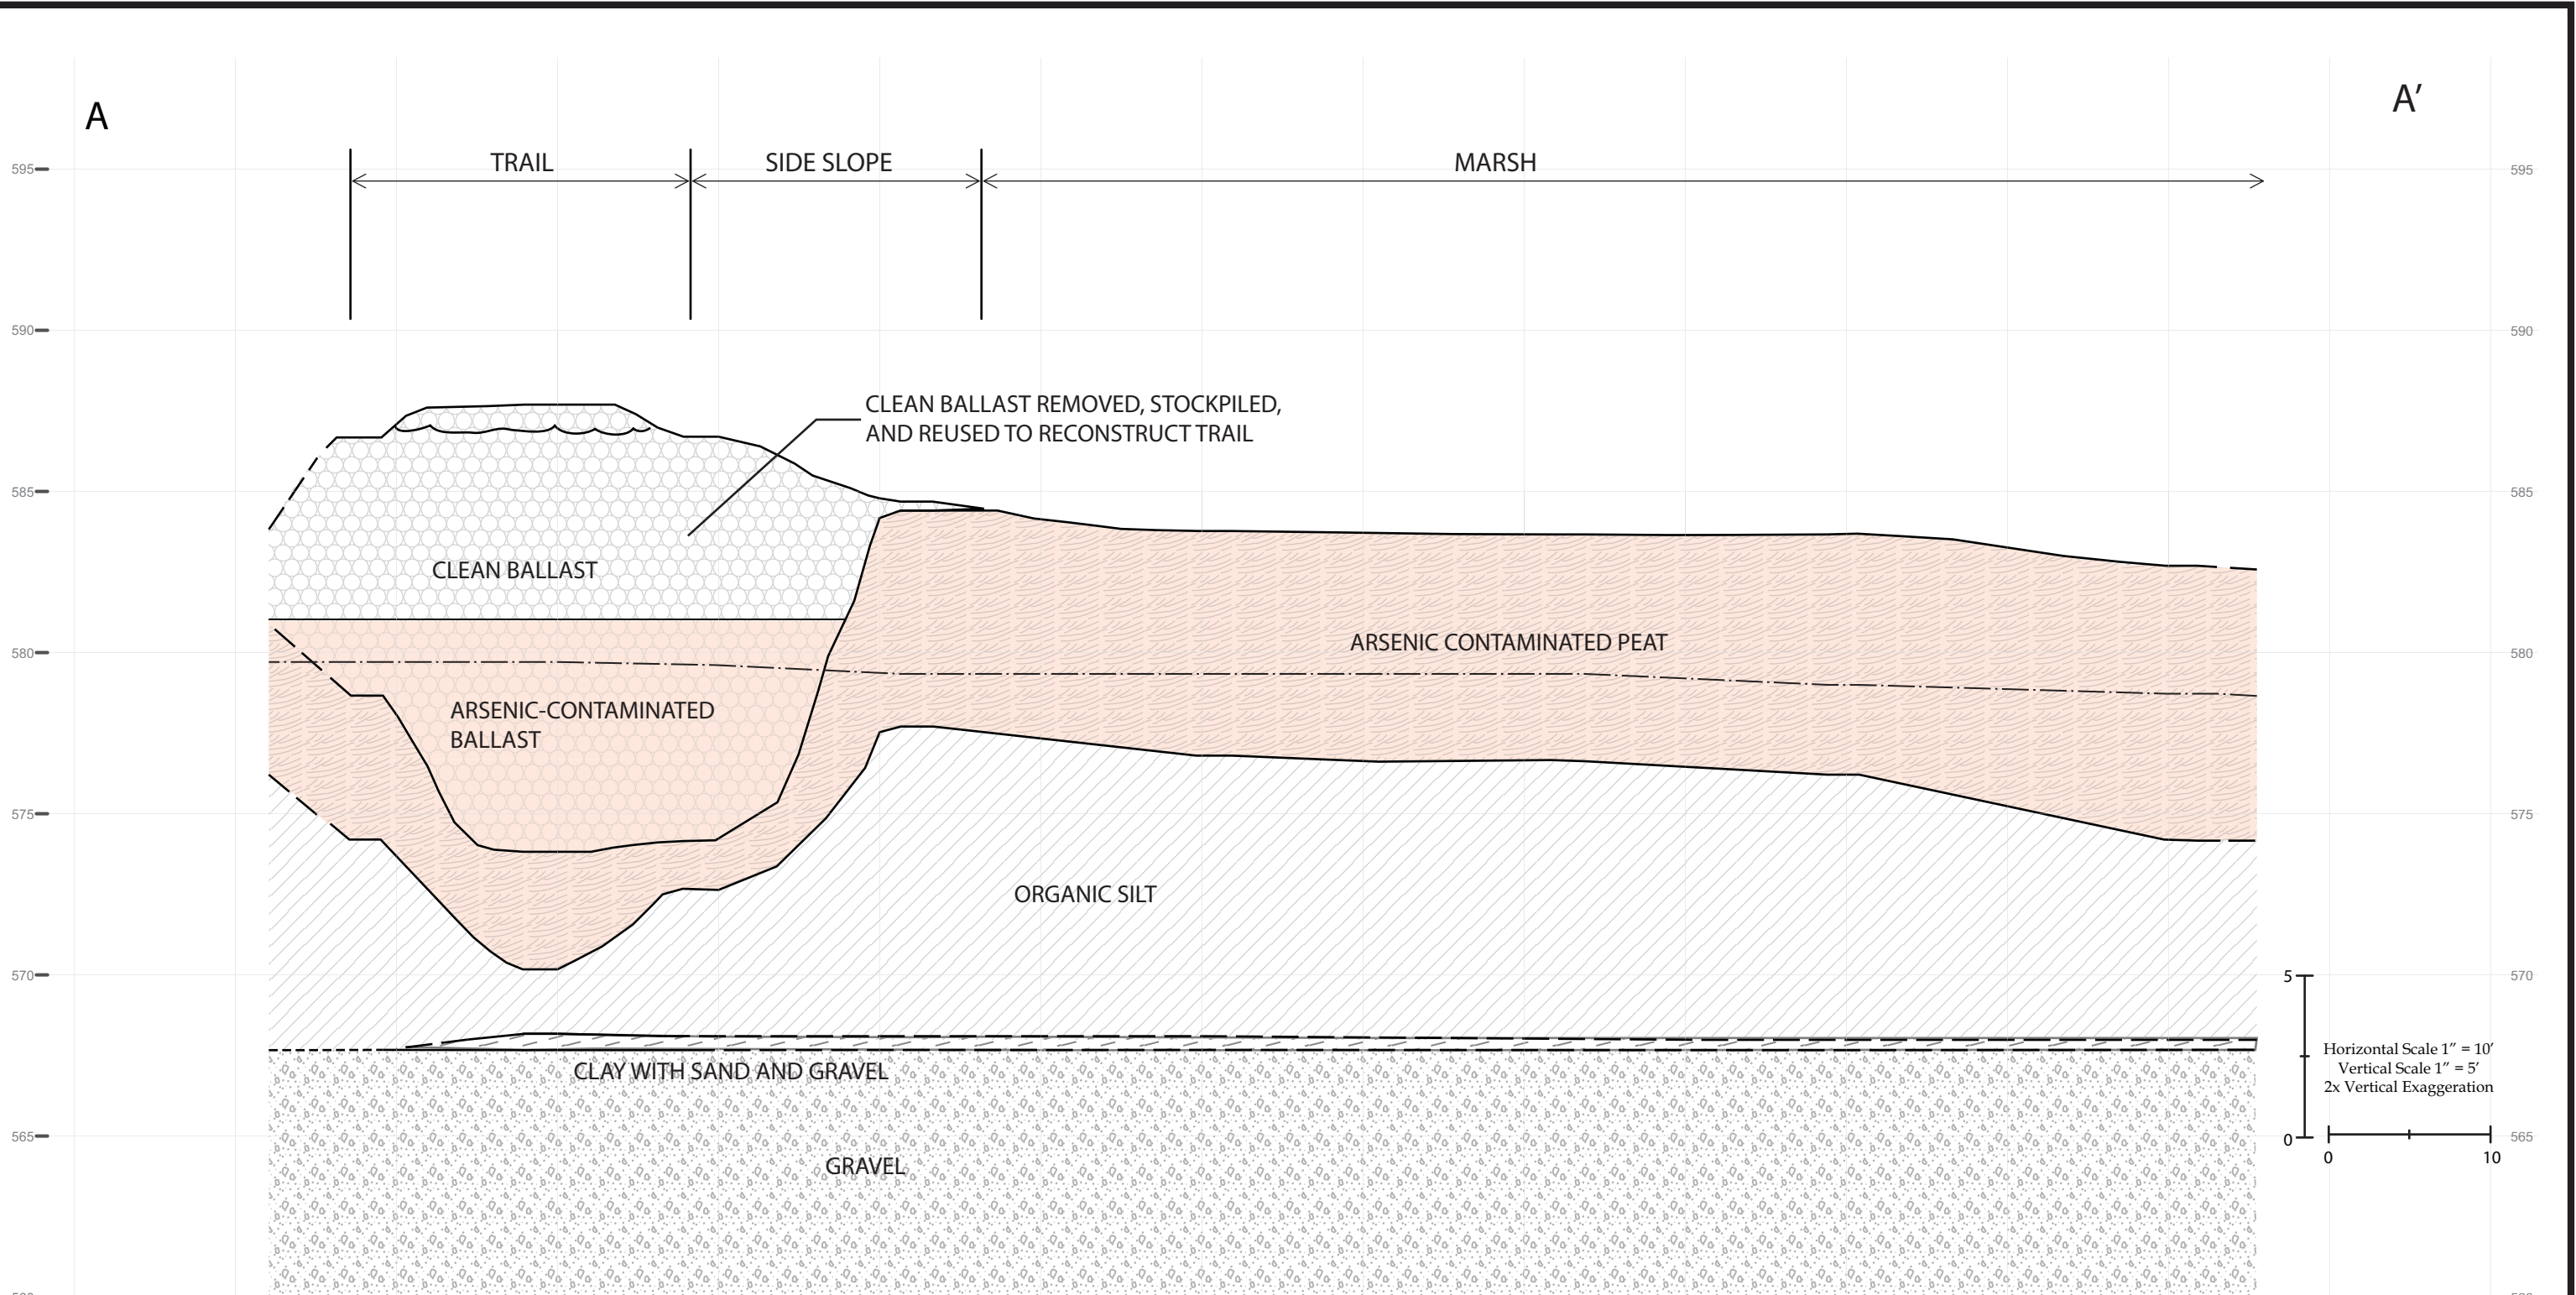 A
A′
TRAIL
SIDE SLOPE
MARSH
595
595
590
590
CLEAN BALLAST REMOVED, STOCKPILED,
AND REUSED TO RECONSTRUCT TRAIL
585
585
CLEAN BALLAST
580
ARSENIC CONTAMINATED PEAT
580
ARSENIC-CONTAMINATED
BALLAST
575
575
ORGANIC SILT
570
5
570
Horizontal Scale 1″ = 10′
Vertical Scale 1″ = 5′
2x Vertical Exaggeration
CLAY WITH SAND AND GRAVEL
565
0
565
0
10
GRAVEL